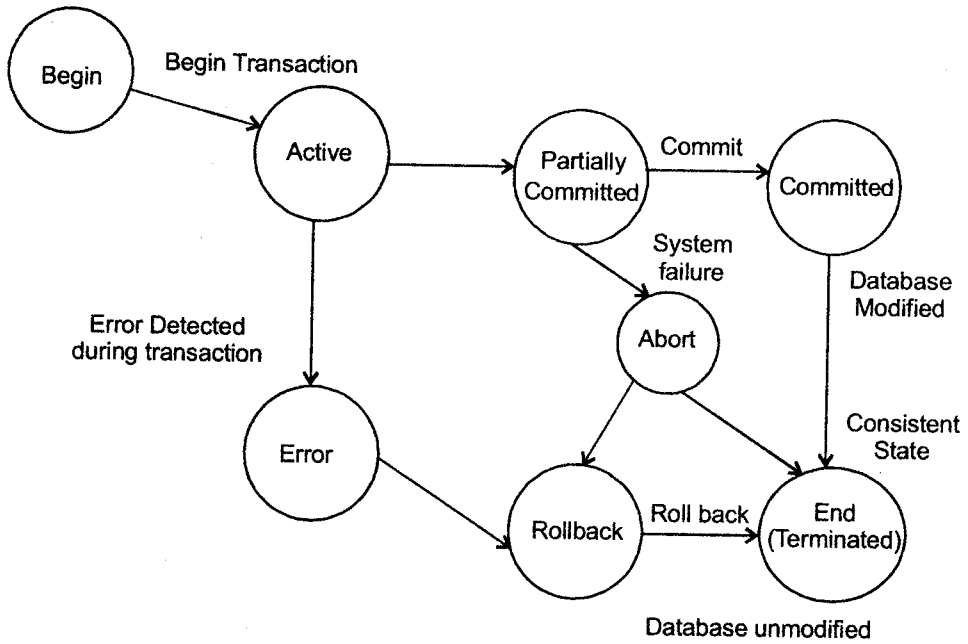 Begin
Begin Transaction
Active
Partially
Committed
Commit
Committed
System
failure
Database
Modified
Error Detected
during transaction
Abort
Consistent
State
Error
Rollback
Roll back
End
(Terminated)
Database unmodified